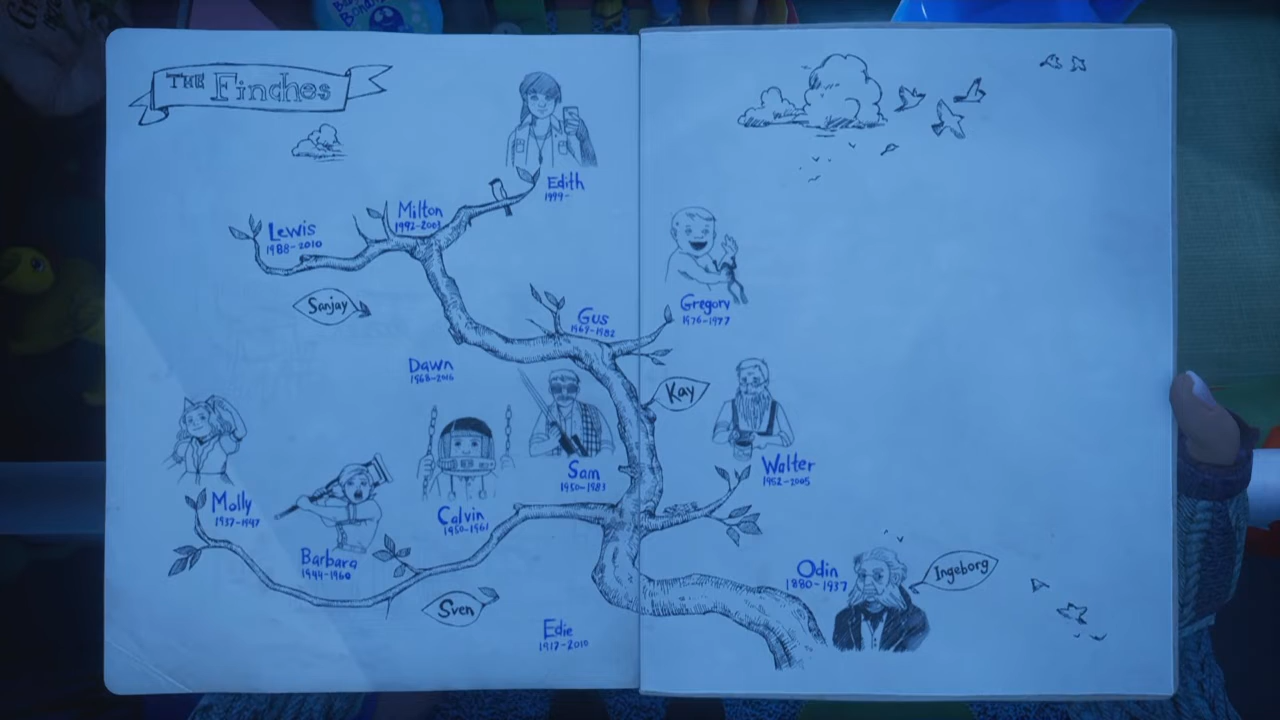 THE Finches
Edith
1999-
Milton
1992-2003
Lewis
1988-2010
Sanjay
Gregory
1976-1977
Gus
1969-1982
Dawn
1968-2016
Kay
Sam
1950-1983
Walter
1952-2005
Molly
1937-1947
Calvin
1950-1961
Barbara
1944-1960
Sven
Odin
1880-1937
Ingeborg
Edie
1917-2010